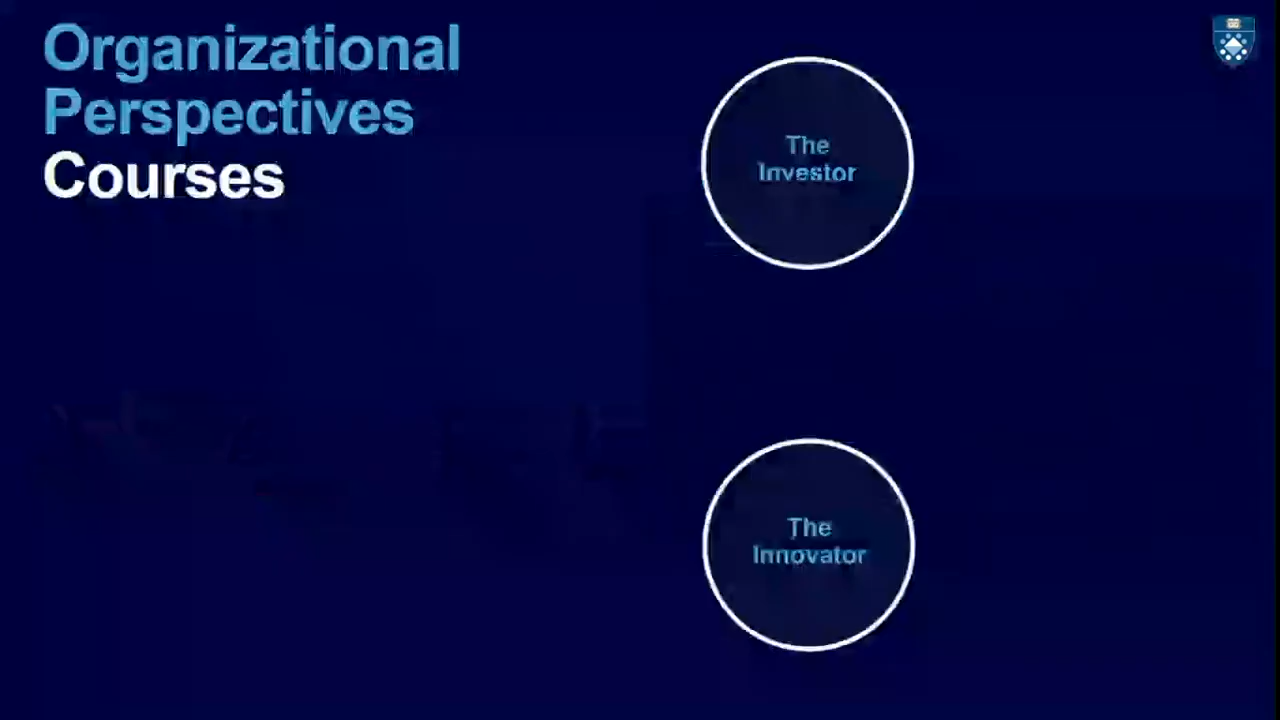 Organizational
Perspectives
Courses
The
Investor
The
Innovator